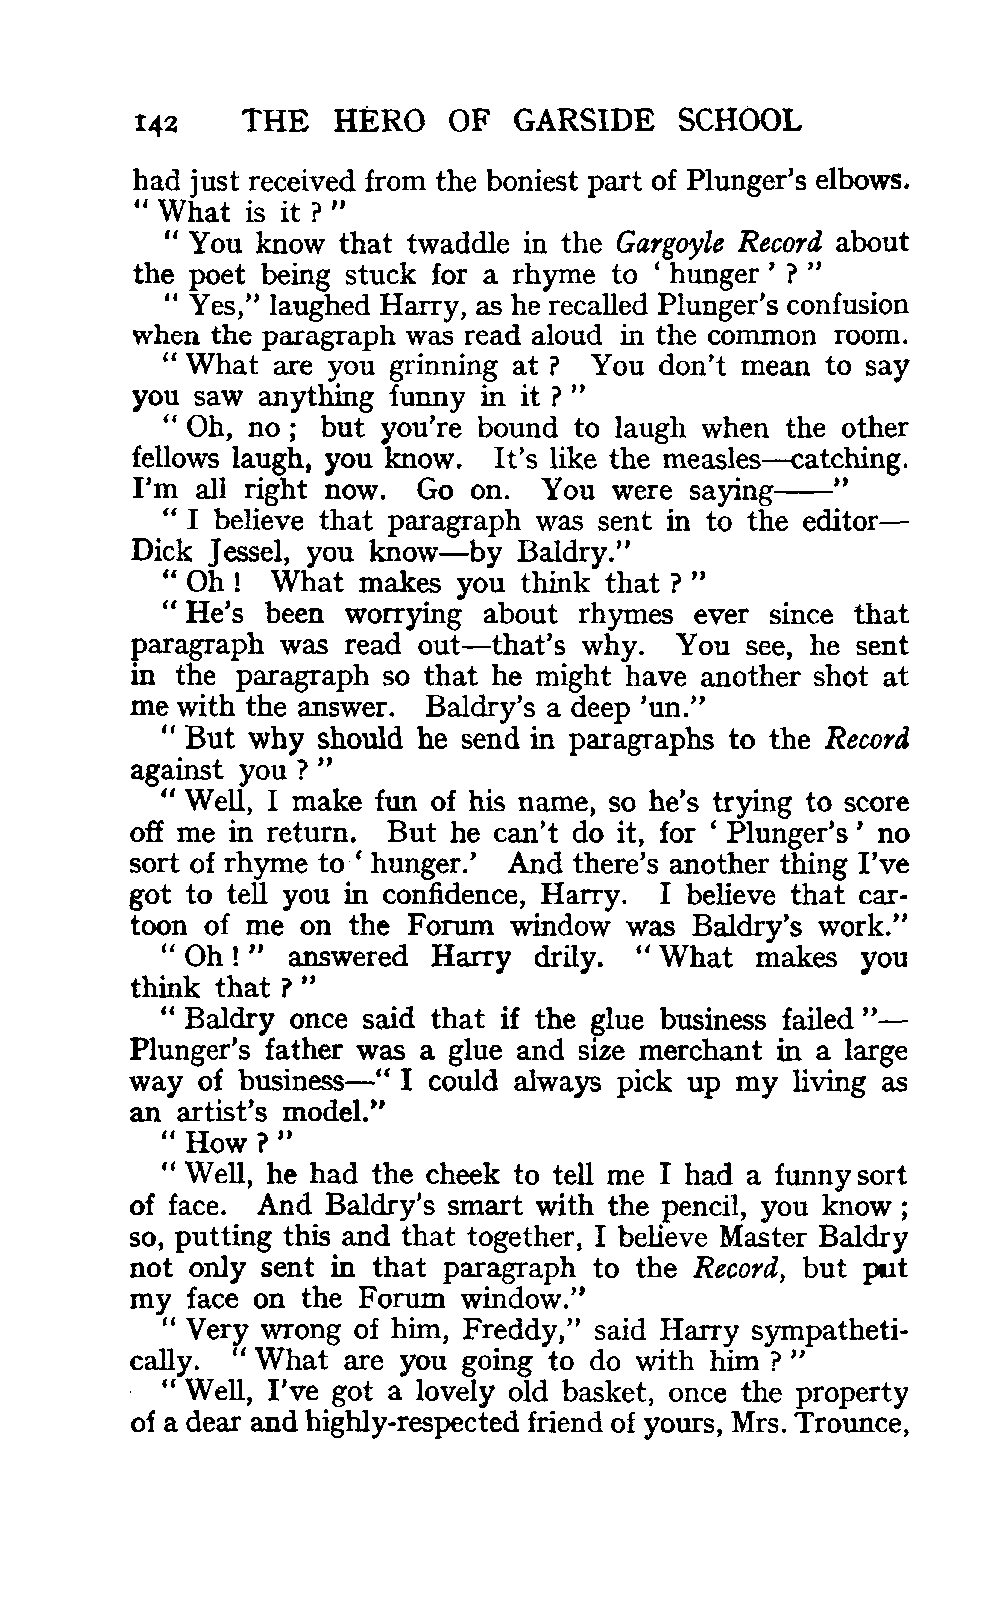 142 THE HERO OF GARSIDE SCHOOL
had just received from the boniest part of Plunger's elbows.
“ What is it ? ”
“ You know that twaddle in the Gargoyle Record about
the poet being stuck for a rhyme to ‘ hunger ’ ? ”
“ Yes,” laughed Harry, as he recalled Plunger's confusion
when the paragraph was read aloud in the common room.
“ What are you grinning at ? You don't mean to say
you saw anything funny in it ? ”
“ Oh, no ; but you're bound to laugh when the other
fellows laugh, you know. It's like the measles—catching.
I'm all right now. Go on. You were saying——”
“ I believe that paragraph was sent in to the editor—
Dick Jessel, you know—by Baldry.”
“ Oh ! What makes you think that ? ”
“ He's been worrying about rhymes ever since that
paragraph was read out—that's why. You see, he sent
in the paragraph so that he might have another shot at
me with the answer. Baldry's a deep 'un.”
“ But why should he send in paragraphs to the Record
against you ? ”
“ Well, I make fun of his name, so he's trying to score
off me in return. But he can't do it, for ‘ Plunger's ’ no
sort of rhyme to ‘ hunger.’ And there's another thing I've
got to tell you in confidence, Harry. I believe that car-
toon of me on the Forum window was Baldry's work.”
“ Oh ! ” answered Harry drily. “ What makes you
think that ? ”
“ Baldry once said that if the glue business failed ”—
Plunger's father was a glue and size merchant in a large
way of business—“ I could always pick up my living as
an artist's model.”
“ How ? ”
“ Well, he had the cheek to tell me I had a funny sort
of face. And Baldry's smart with the pencil, you know ;
so, putting this and that together, I believe Master Baldry
not only sent in that paragraph to the Record, but put
my face on the Forum window.”
“ Very wrong of him, Freddy,” said Harry sympatheti-
cally. “ What are you going to do with him ? ”
“ Well, I've got a lovely old basket, once the property
of a dear and highly-respected friend of yours, Mrs. Trounce,